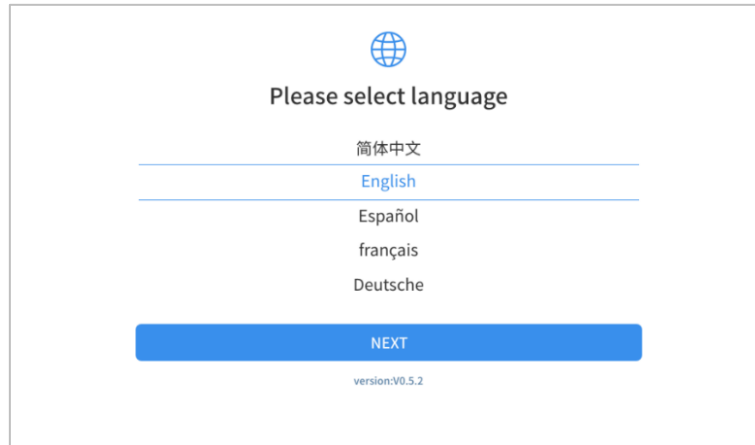 Please select language
简体中文
English
Español
français
Deutsche
NEXT
version:V0.5.2